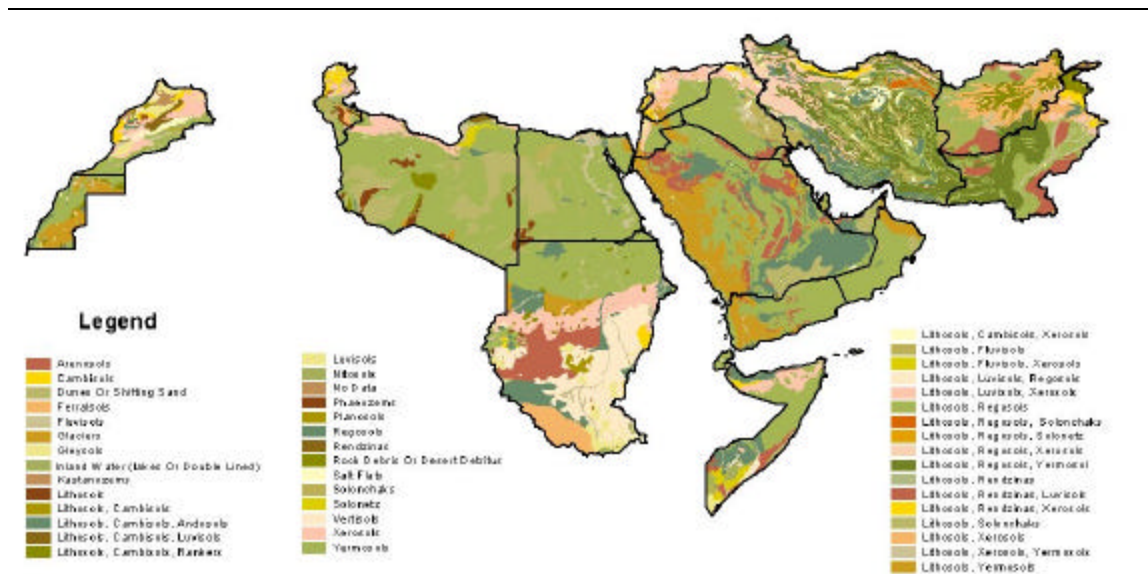 Legend
Arenosols
Cambisols
Dunes Or Shifting Sand
Ferralsols
Fluvisols
Glaciers
Gleysols
Inland Water (Lakes Or Double Lined)
Kastanozems
Lithosols
Lithosols, Cambisols
Lithosols, Cambisols, Andosols
Lithosols, Cambisols, Luvisols
Lithosols, Cambisols, Rankers
Luvisols
Nitosols
No Data
Phaeozems
Planosols
Regosols
Rendzinas
Rock Debris Or Desert Detritus
Salt Flats
Solonchaks
Solonetz
Vertisols
Xerosols
Yermosols
Lithosols, Cambisols, Xerosols
Lithosols, Fluvisols
Lithosols, Fluvisols, Xerosols
Lithosols, Luvisols, Regosols
Lithosols, Luvisols, Xerosols
Lithosols, Regosols
Lithosols, Regosols, Solonchaks
Lithosols, Regosols, Solonetz
Lithosols, Regosols, Xerosols
Lithosols, Regosols, Yermosol
Lithosols, Rendzinas
Lithosols, Rendzinas, Luvisols
Lithosols, Rendzinas, Xerosols
Lithosols, Solonchaks
Lithosols, Xerosols
Lithosols, Xerosols, Yermosols
Lithosols, Yermosols